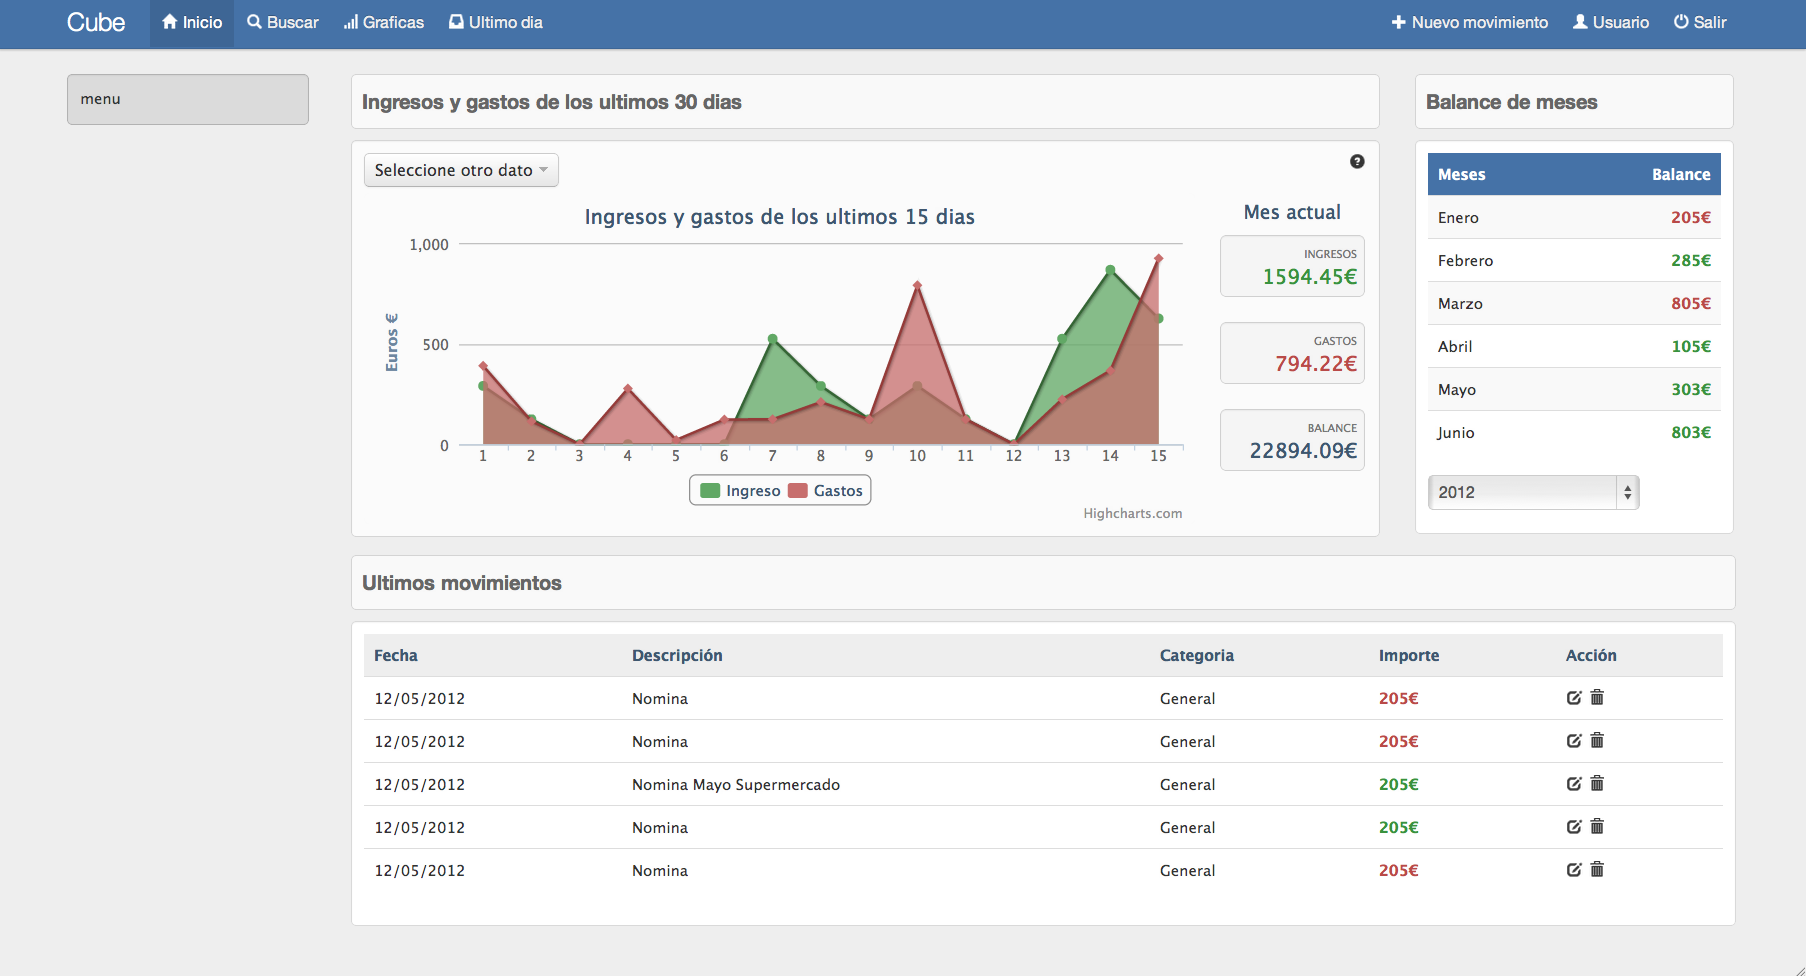 Cube Inicio Buscar Graficas Ultimo dia Nuevo movimiento Usuario Salir
menu
Ingresos y gastos de los ultimos 30 dias
Seleccione otro dato
Ingresos y gastos de los ultimos 15 dias
Euros €
1,000
500
0
1 2 3 4 5 6 7 8 9 10 11 12 13 14 15
Ingreso Gastos
Highcharts.com
Mes actual
INGRESOS
1594.45€
GASTOS
794.22€
BALANCE
22894.09€
Balance de meses
Meses Balance
Enero 205€
Febrero 285€
Marzo 805€
Abril 105€
Mayo 303€
Junio 803€
2012
Ultimos movimientos
Fecha Descripción Categoria Importe Acción
12/05/2012 Nomina General 205€
12/05/2012 Nomina General 205€
12/05/2012 Nomina Mayo Supermercado General 205€
12/05/2012 Nomina General 205€
12/05/2012 Nomina General 205€